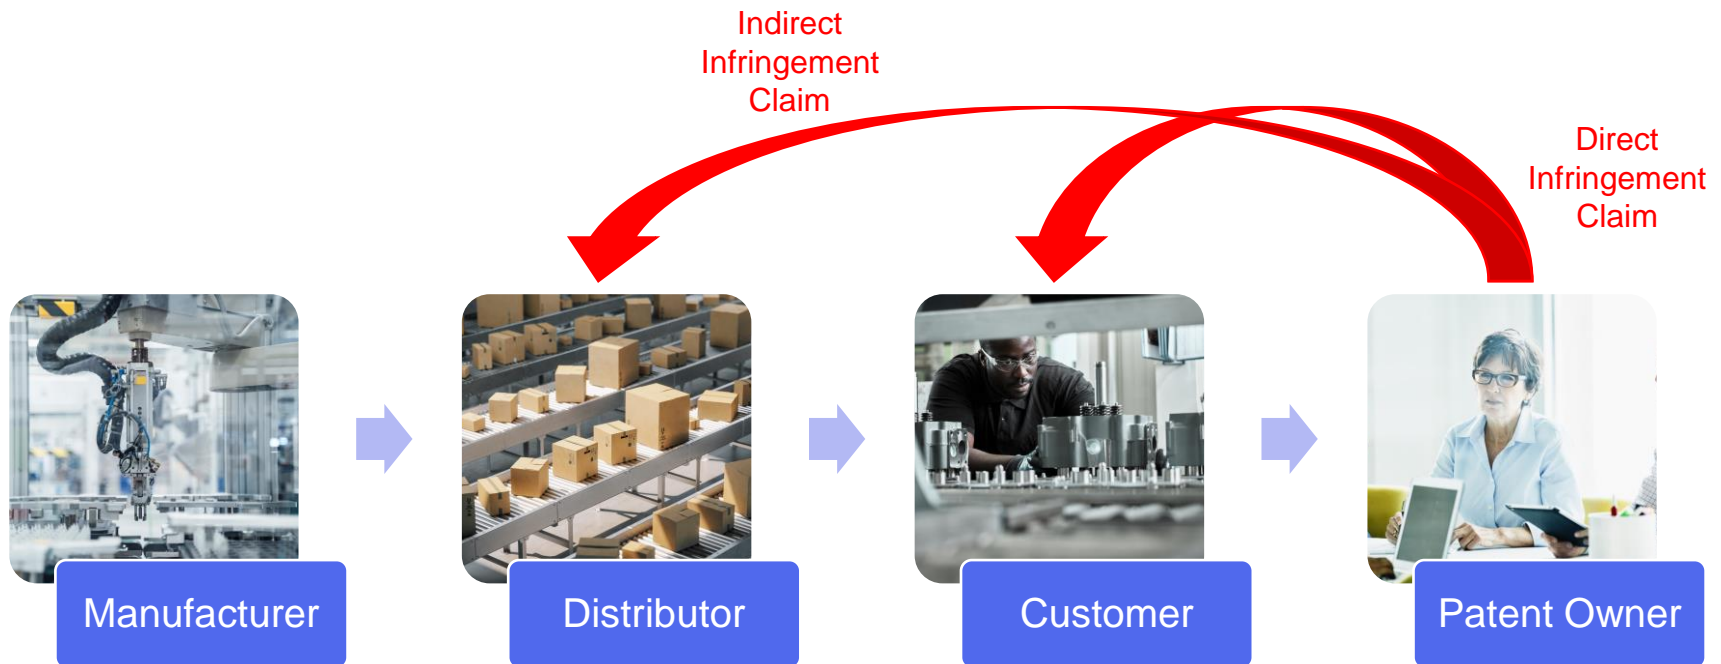 Indirect
Infringement
Claim
Direct
Infringement
Claim
Manufacturer
Distributor
Customer
Patent Owner